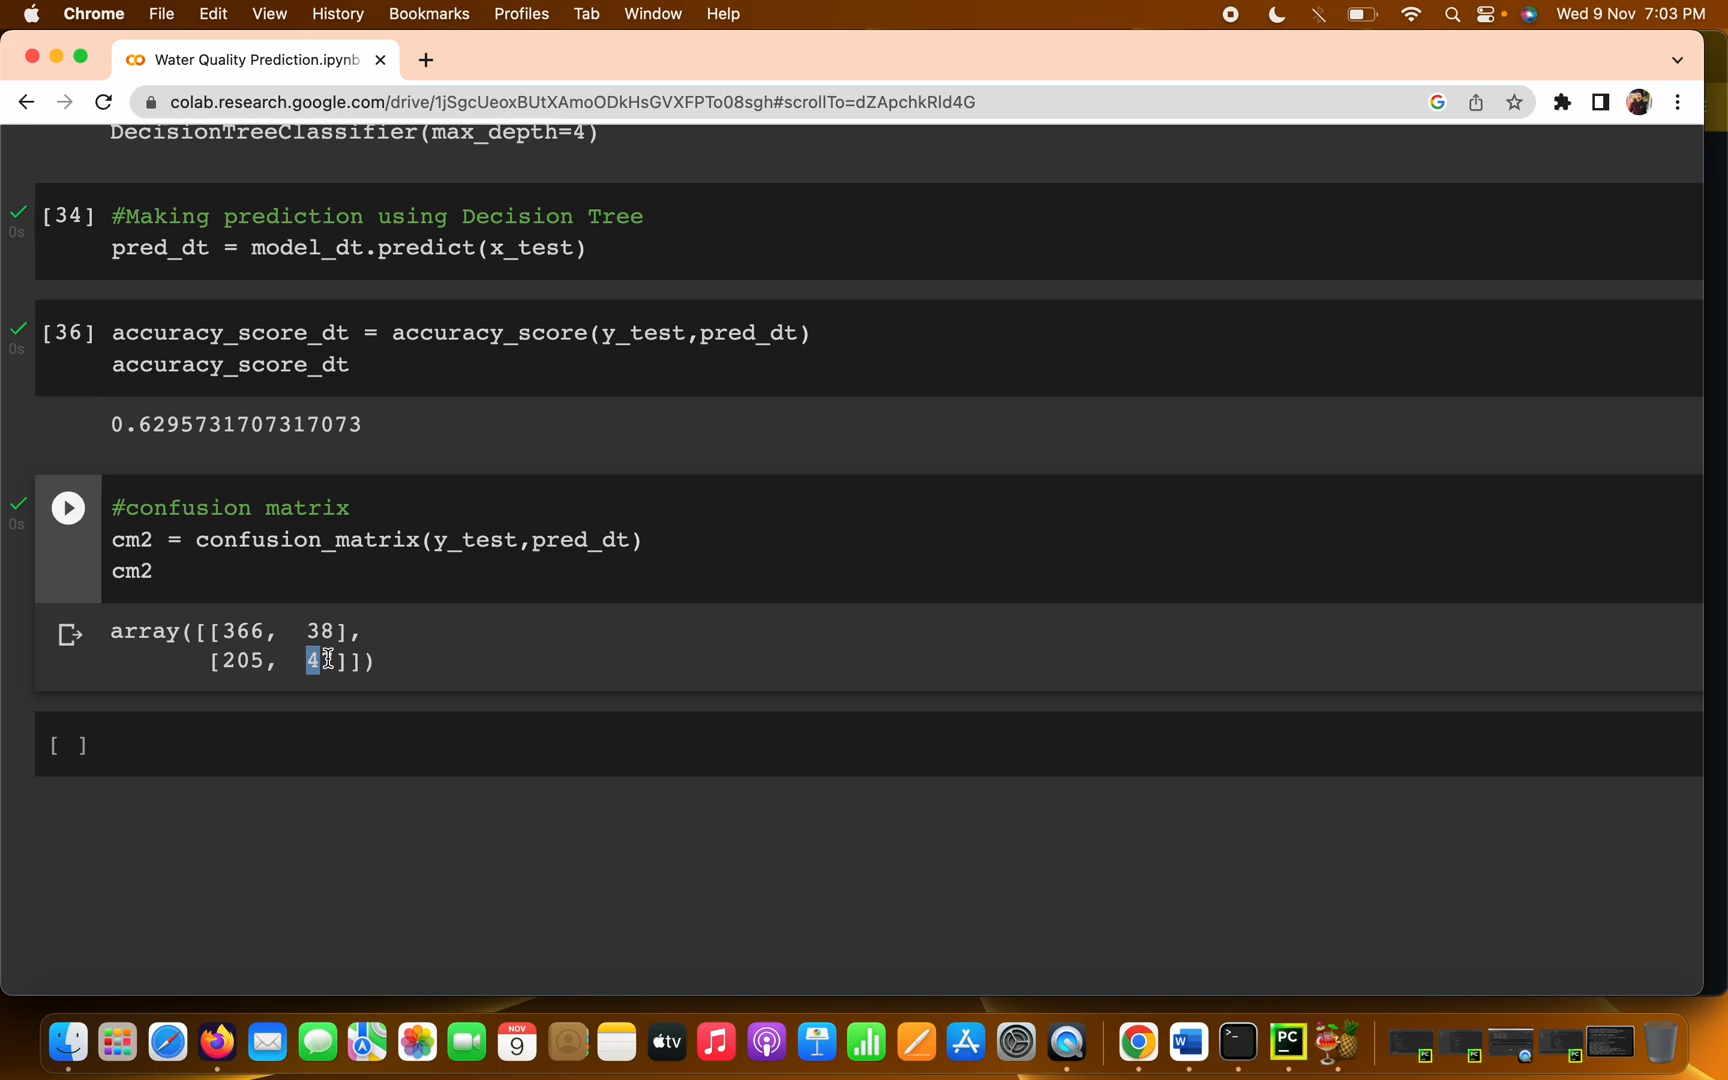 Chrome File Edit View History Bookmarks Profiles Tab Window Help Wed 9 Nov 7:03 PM
Water Quality Prediction.ipynb
colab.research.google.com/drive/1jSgcUeoxBUtXAmoODkHsGVXFPTo08sgh#scrollTo=dZApchkRld4G
DecisionTreeClassifier(max_depth=4)
[34] #Making prediction using Decision Tree
0s
pred_dt = model_dt.predict(x_test)
[36] accuracy_score_dt = accuracy_score(y_test,pred_dt)
0s
accuracy_score_dt
0.6295731707317073
#confusion matrix
0s
cm2 = confusion_matrix(y_test,pred_dt)
cm2
array([[366, 38],
[205,
[ ]
NOV
9
tv
W
PC